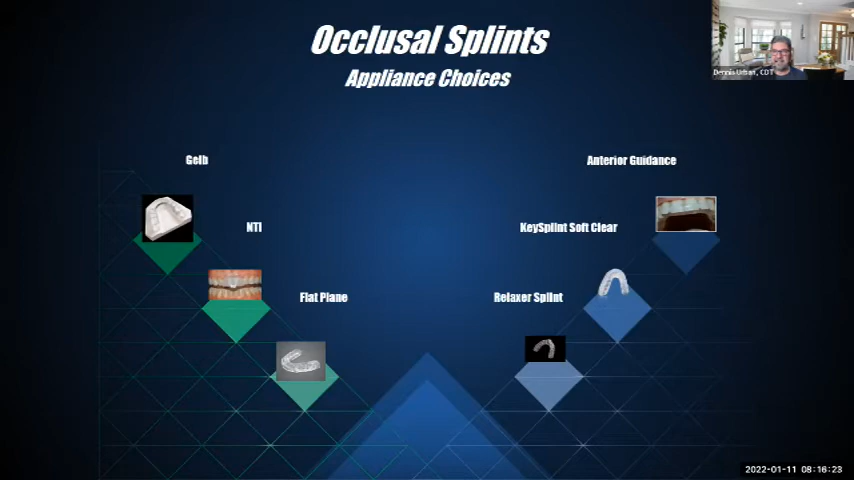 Occlusal Splints
Appliance Choices
Dennis Urban, CDT
Gelb
Anterior Guidance
NTI
KeySplint Soft Clear
Flat Plane
Relaxer Splint
2022-01-11 08:16:23